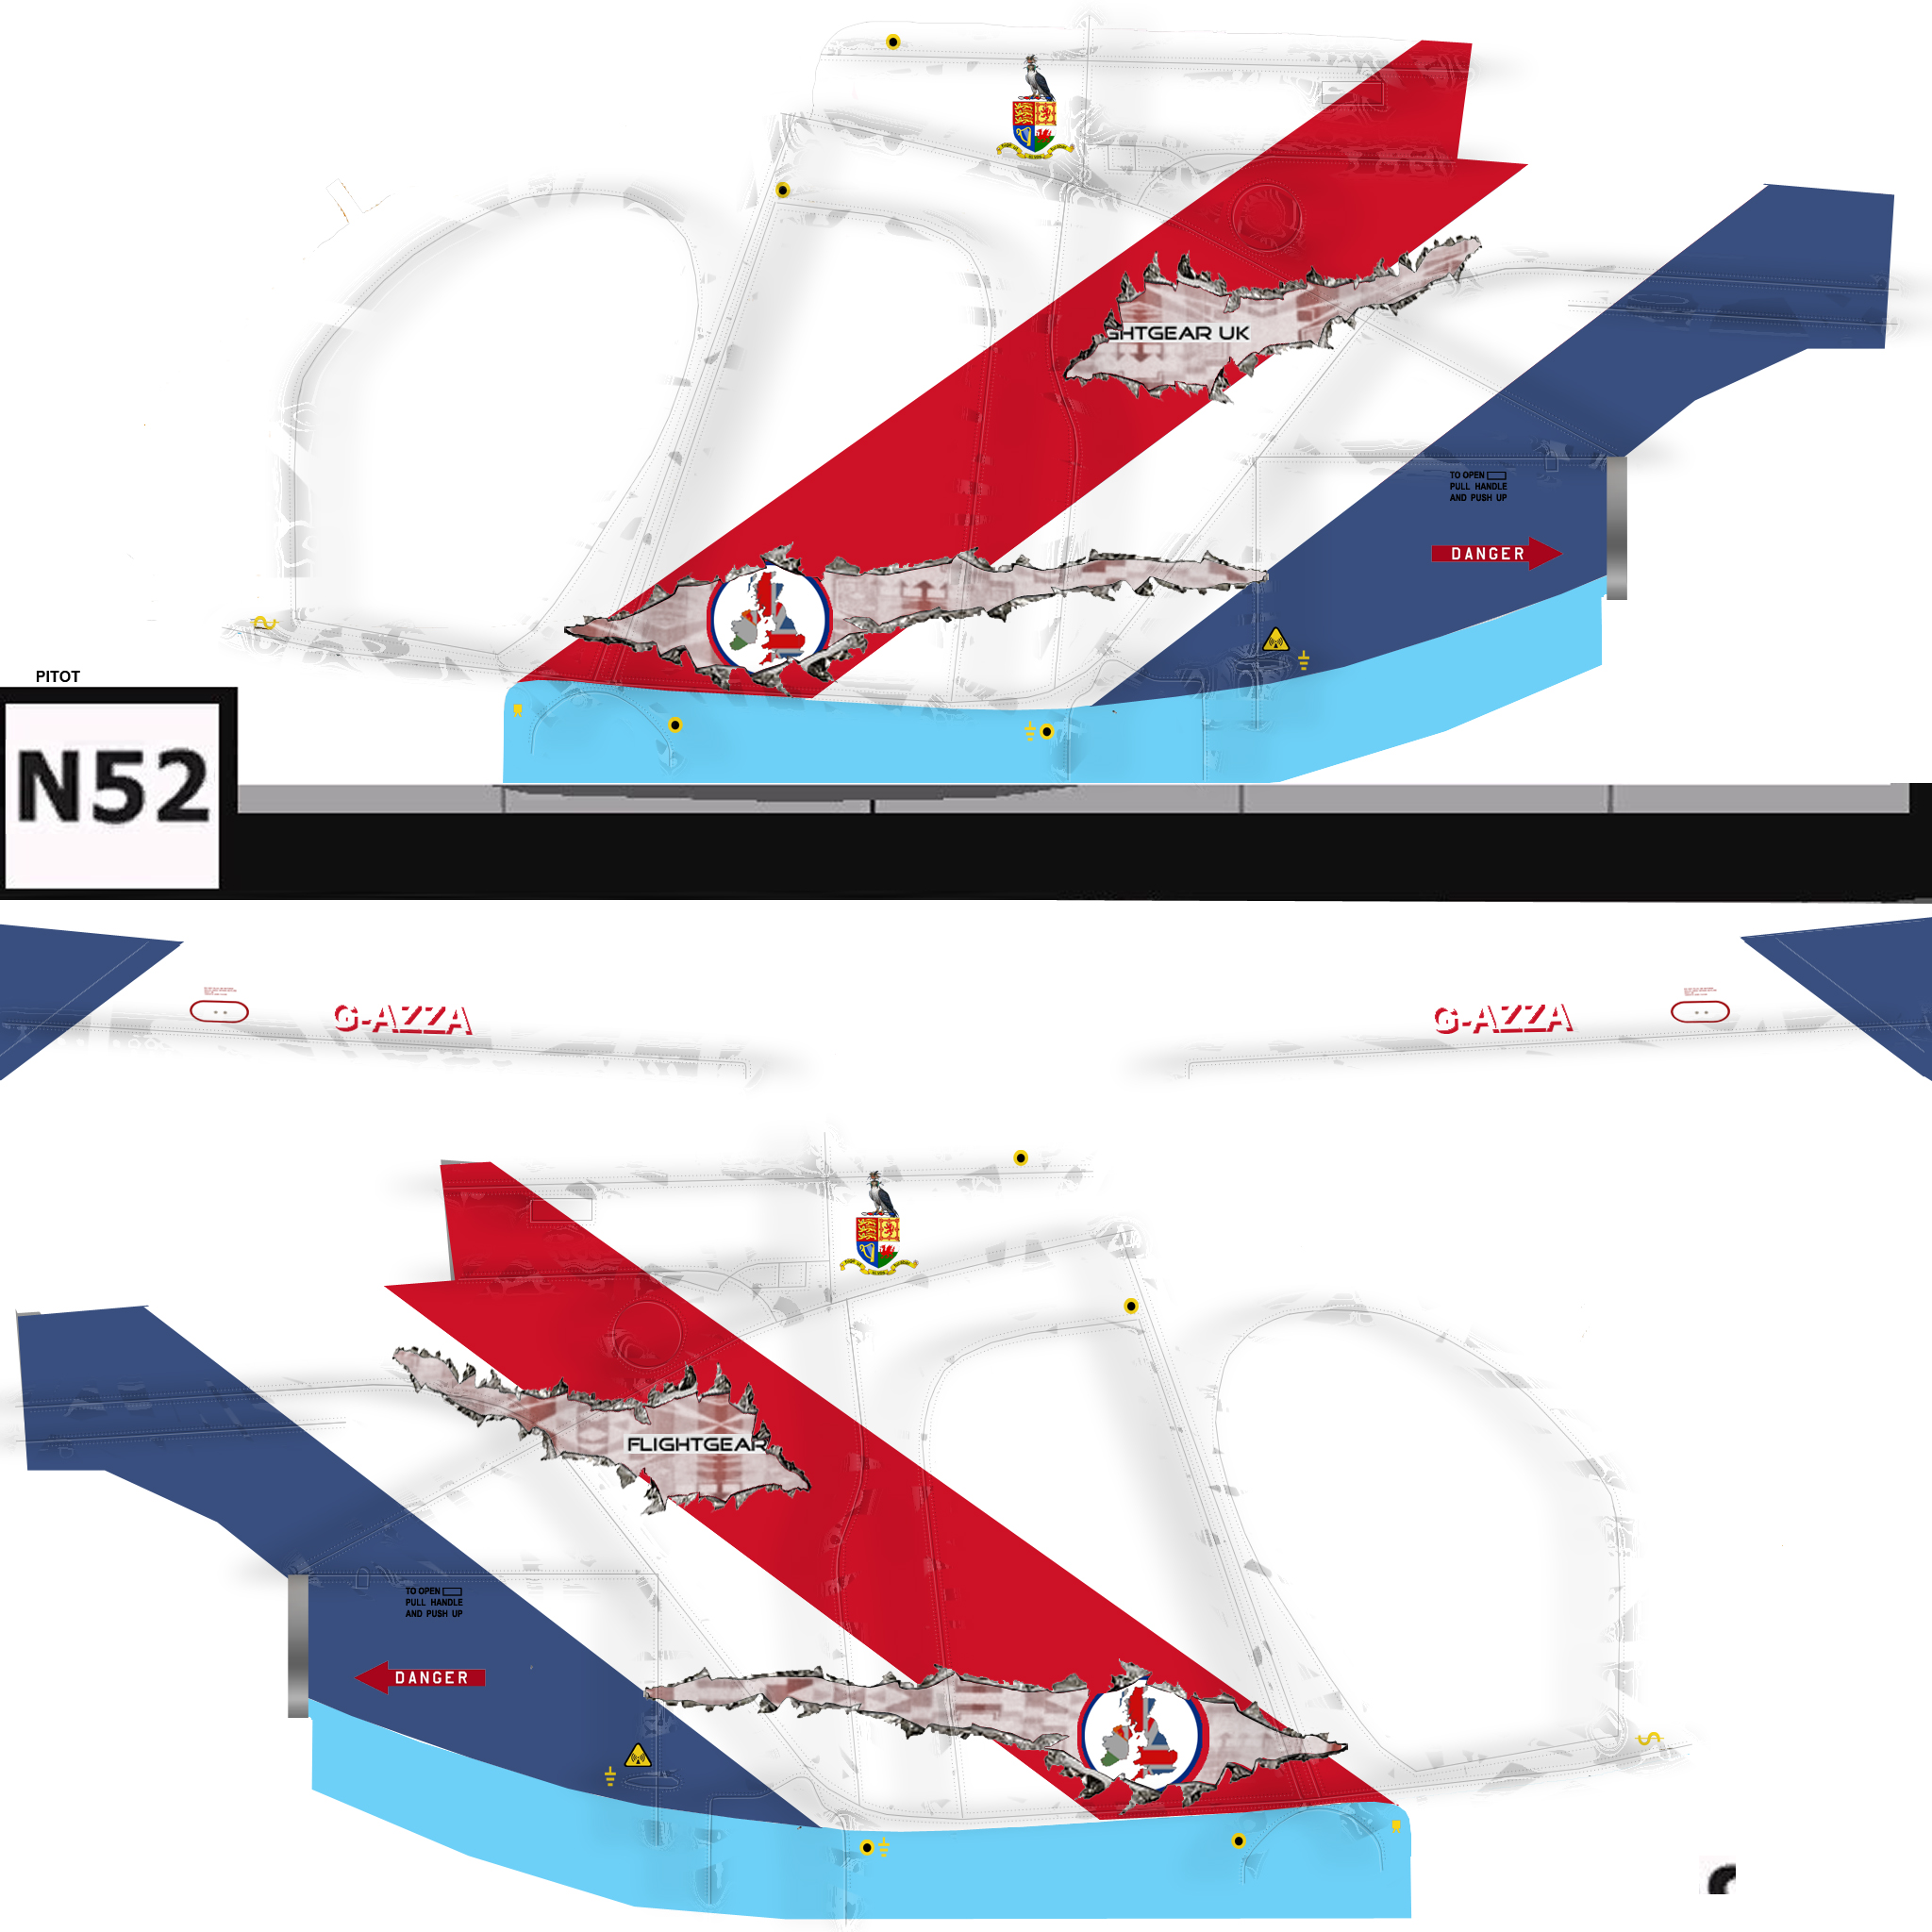 GHTGEAR UK
TO OPEN
PULL HANDLE
AND PUSH UP
DANGER
PITOT
N52
G-AZZA
G-AZZA
FLIGHTGEAR
TO OPEN
PULL HANDLE
AND PUSH UP
DANGER